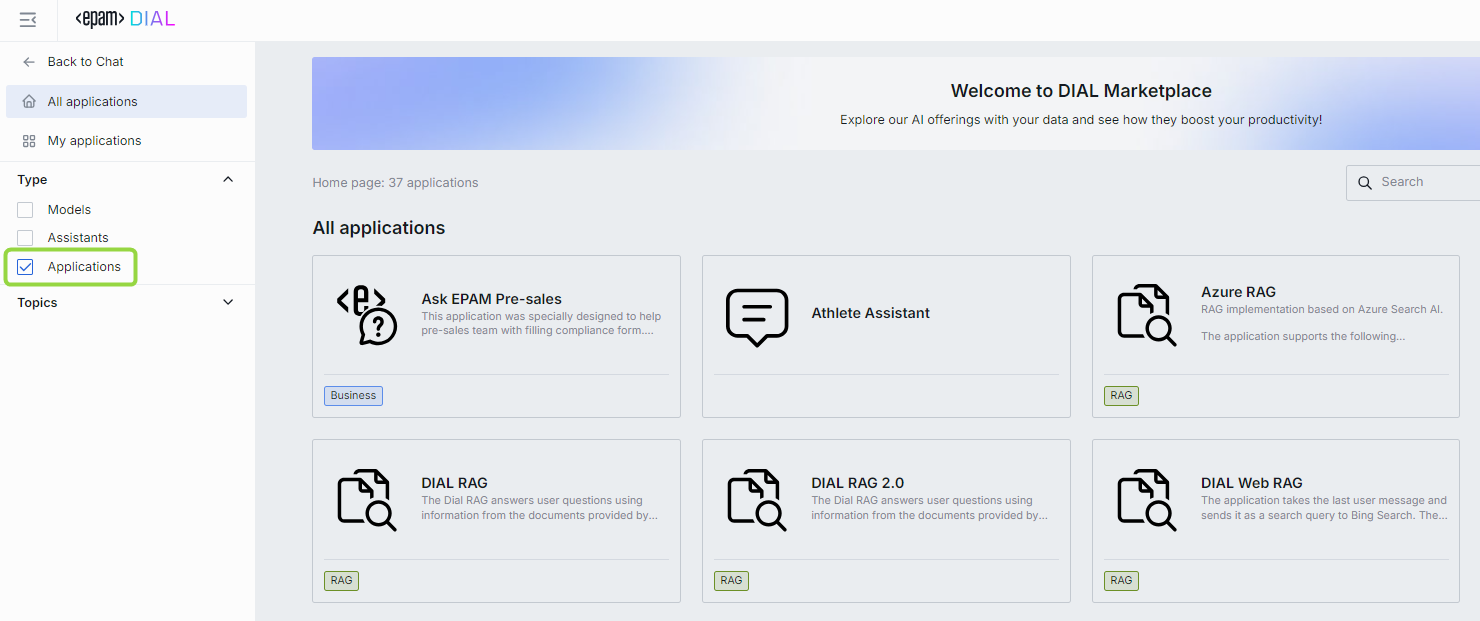 <epam> DIAL
Back to Chat
All applications
My applications
Type
Models
Assistants
Applications
Topics
Welcome to DIAL Marketplace
Explore our AI offerings with your data and see how they boost your productivity!
Home page: 37 applications
Search
All applications
<e>
?
Ask EPAM Pre-sales
This application was specially designed to help
pre-sales team with filling compliance form....
Business
Athlete Assistant
Azure RAG
RAG implementation based on Azure Search AI.
The application supports the following...
RAG
DIAL RAG
The Dial RAG answers user questions using
information from the documents provided by...
RAG
DIAL RAG 2.0
The Dial RAG answers user questions using
information from the documents provided by...
RAG
DIAL Web RAG
The application takes the last user message and
sends it as a search query to Bing Search. The...
RAG